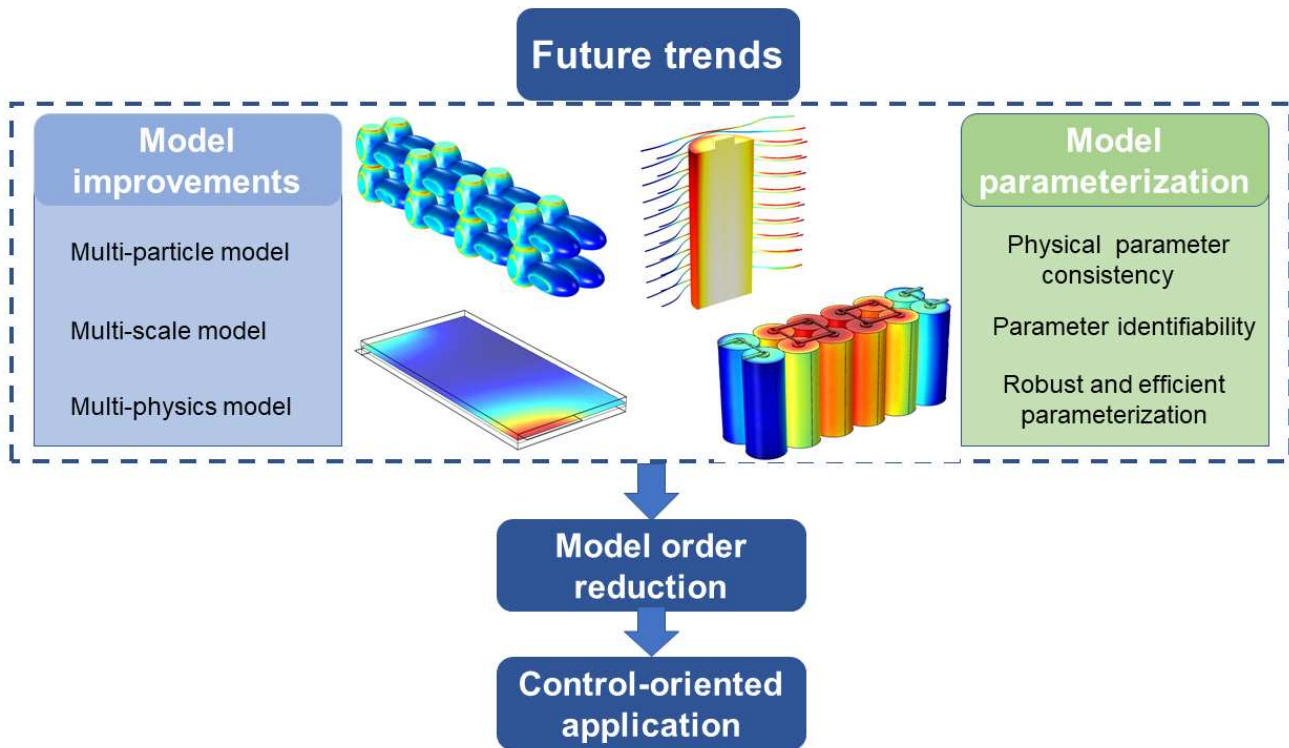 Future trends
Model
improvements
Multi-particle model
Multi-scale model
Multi-physics model
Model
parameterization
Physical parameter
consistency
Parameter identifiability
Robust and efficient
parameterization
Model order
reduction
Control-oriented
application